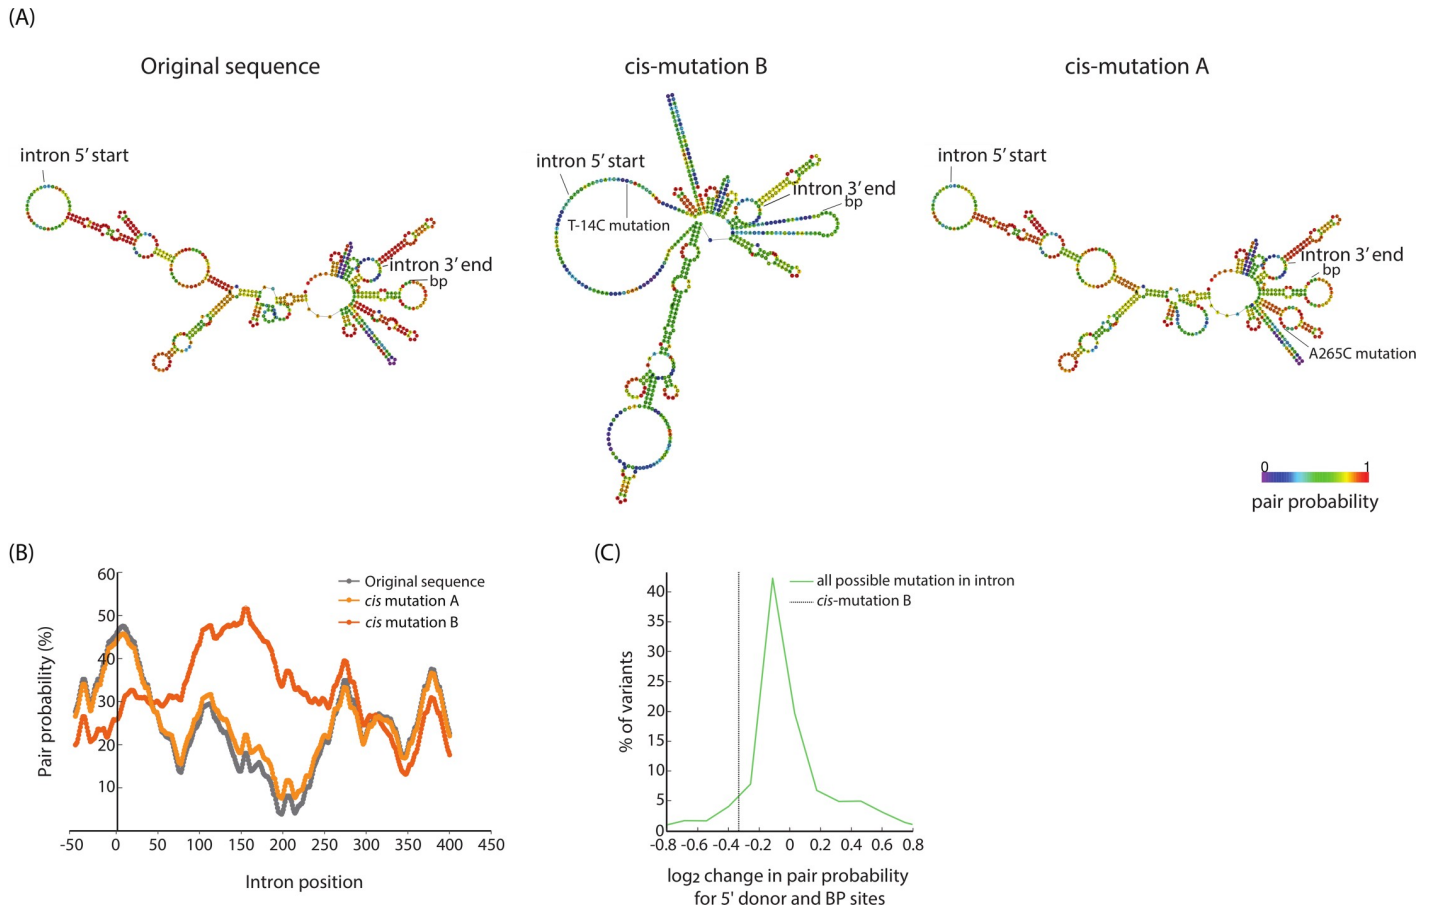 (A)
Original sequence
cis-mutation B
cis-mutation A
intron 5′ start
intron 3′ end
bp
intron 5′ start
T-14C mutation
intron 3′ end
bp
intron 5′ start
intron 3′ end
bp
A265C mutation
0 1
pair probability
(B)
Original sequence
cis mutation A
cis mutation B
Pair probability (%)
60
50
40
30
20
10
-50 0 50 100 150 200 250 300 350 400 450
Intron position
(C)
all possible mutation in intron
cis-mutation B
% of variants
40
35
30
25
20
15
10
5
0
-0.8 -0.6 -0.4 -0.2 0 0.2 0.4 0.6 0.8
log₂ change in pair probability
for 5' donor and BP sites